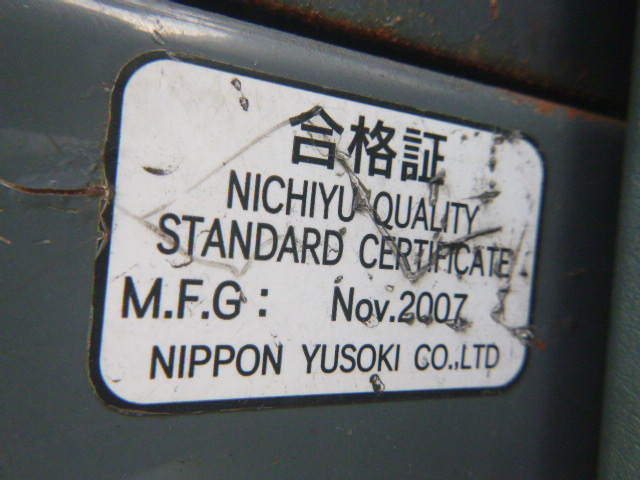 合格証
NICHIYU QUALITY
STANDARD CERTIFICATE
M.F.G : Nov.2007
NIPPON YUSOKI CO.,LTD